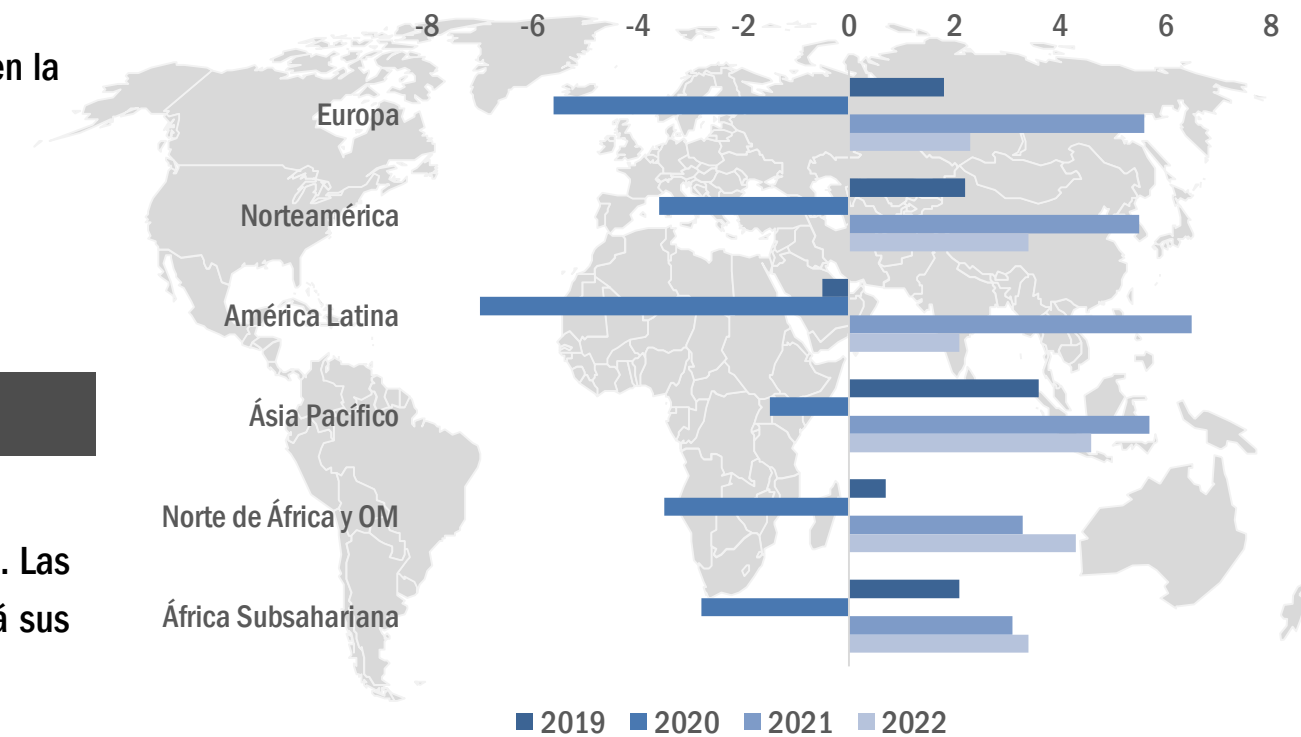 en la
. Las
á sus
-8 -6 -4 -2 0 2 4 6 8
Europa
Norteamérica
América Latina
Ásia Pacífico
Norte de África y OM
África Subsahariana
2019 2020 2021 2022